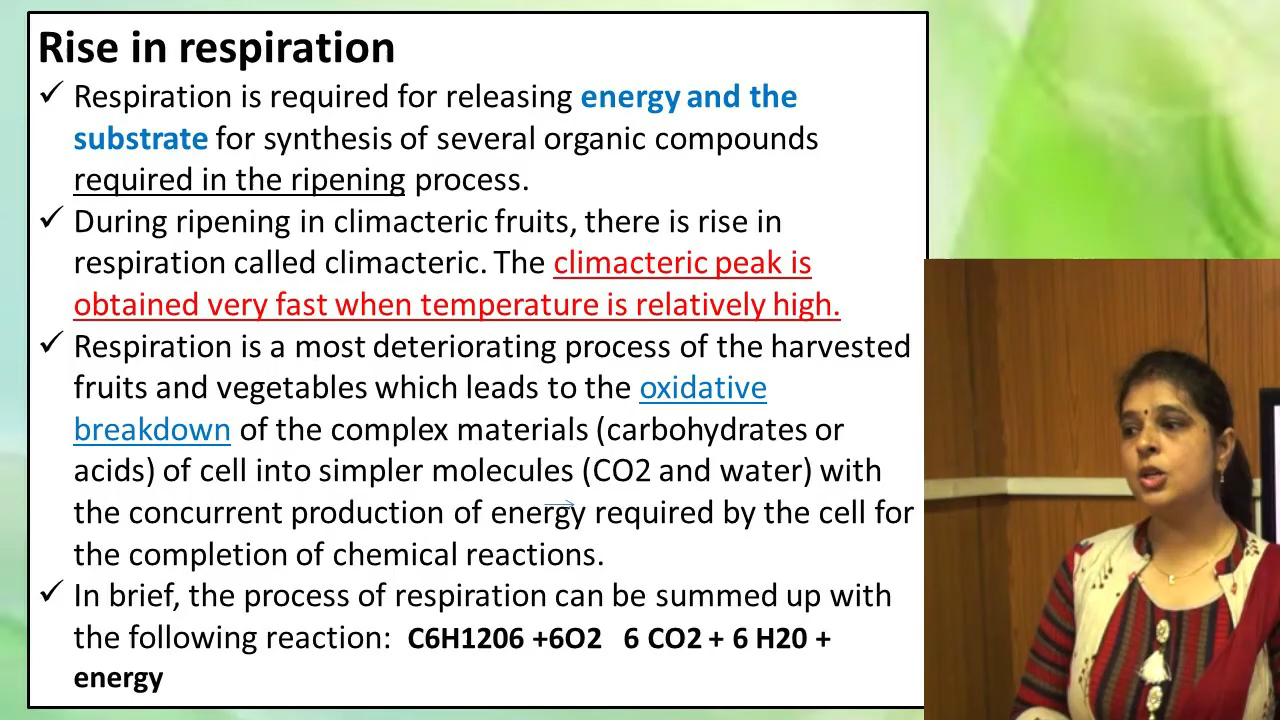 Rise in respiration
✓ Respiration is required for releasing energy and the
substrate for synthesis of several organic compounds
required in the ripening process.
✓ During ripening in climacteric fruits, there is rise in
respiration called climacteric. The climacteric peak is
obtained very fast when temperature is relatively high.
✓ Respiration is a most deteriorating process of the harvested
fruits and vegetables which leads to the oxidative
breakdown of the complex materials (carbohydrates or
acids) of cell into simpler molecules (CO2 and water) with
the concurrent production of energy required by the cell for
the completion of chemical reactions.
✓ In brief, the process of respiration can be summed up with
the following reaction: C6H1206 +6O2 6 CO2 + 6 H20 +
energy